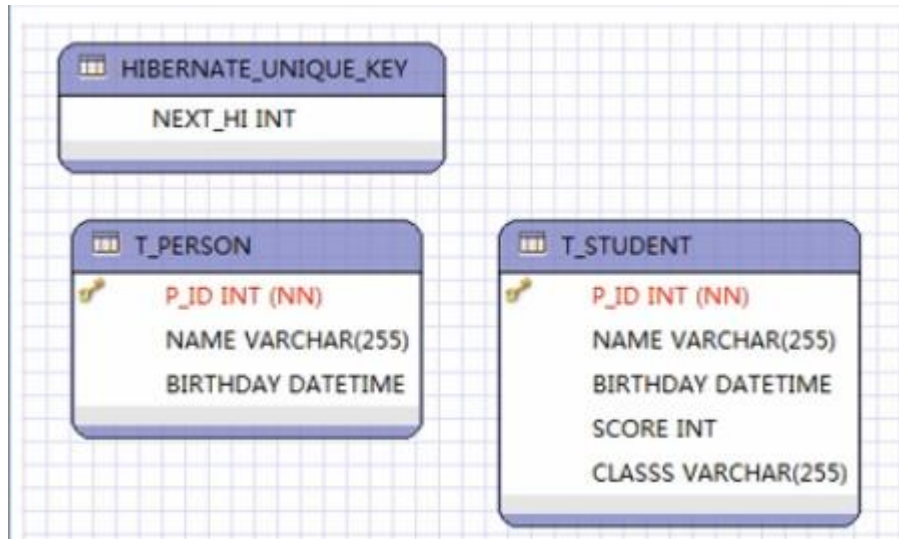 HIBERNATE_UNIQUE_KEY
NEXT_HI INT
T_PERSON
P_ID INT (NN)
NAME VARCHAR(255)
BIRTHDAY DATETIME
T_STUDENT
P_ID INT (NN)
NAME VARCHAR(255)
BIRTHDAY DATETIME
SCORE INT
CLASSS VARCHAR(255)